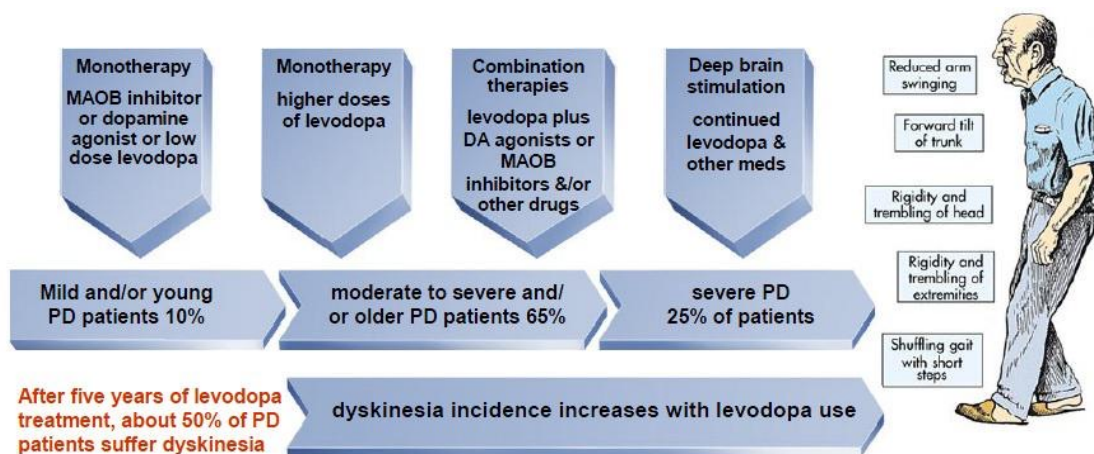 Monotherapy
MAOB inhibitor
or dopamine
agonist or low
dose levodopa
Monotherapy
higher doses
of levodopa
Combination
therapies
levodopa plus
DA agonists or
MAOB
inhibitors &/or
other drugs
Deep brain
stimulation
continued
levodopa &
other meds
Reduced arm
swinging
Forward tilt
of trunk
Rigidity and
trembling of head
Rigidity and
trembling of
extremities
Shuffling gait
with short
steps
Mild and/or young
PD patients 10%
moderate to severe and/
or older PD patients 65%
severe PD
25% of patients
After five years of levodopa
treatment, about 50% of PD
patients suffer dyskinesia
dyskinesia incidence increases with levodopa use